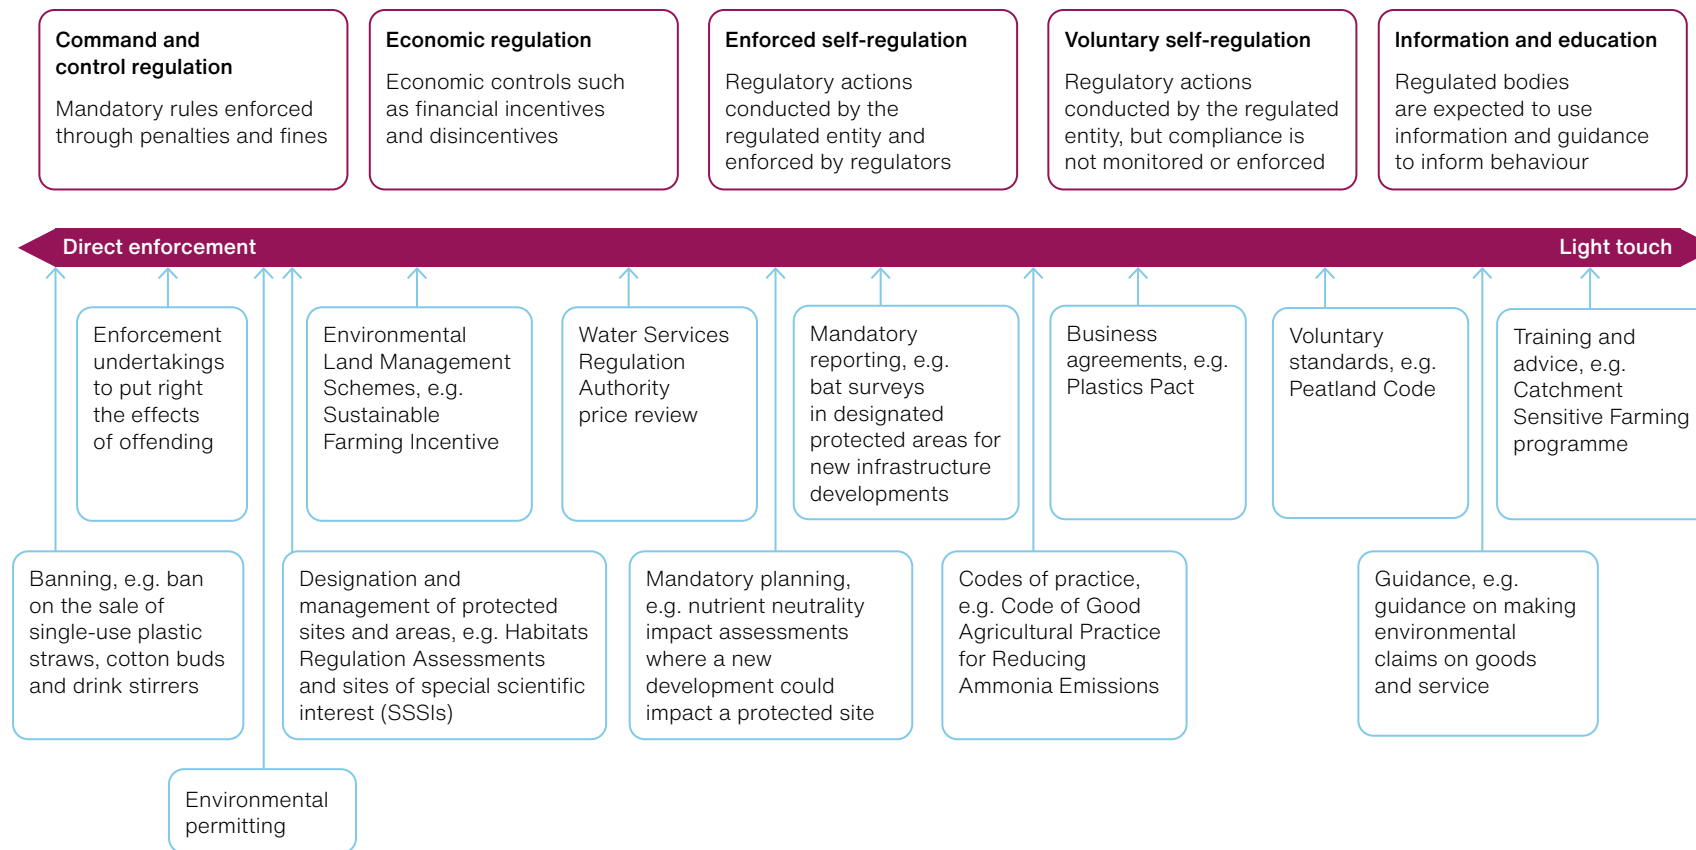 Command and
control regulation
Mandatory rules enforced
through penalties and fines
Economic regulation
Economic controls such
as financial incentives
and disincentives
Enforced self-regulation
Regulatory actions
conducted by the
regulated entity and
enforced by regulators
Voluntary self-regulation
Regulatory actions
conducted by the regulated
entity, but compliance is
not monitored or enforced
Information and education
Regulated bodies
are expected to use
information and guidance
to inform behaviour
Direct enforcement
Light touch
Enforcement
undertakings
to put right
the effects
of offending
Environmental
Land Management
Schemes, e.g.
Sustainable
Farming Incentive
Water Services
Regulation
Authority
price review
Mandatory
reporting, e.g.
bat surveys
in designated
protected areas for
new infrastructure
developments
Business
agreements, e.g.
Plastics Pact
Voluntary
standards, e.g.
Peatland Code
Training and
advice, e.g.
Catchment
Sensitive Farming
programme
Banning, e.g. ban
on the sale of
single-use plastic
straws, cotton buds
and drink stirrers
Designation and
management of protected
sites and areas, e.g. Habitats
Regulation Assessments
and sites of special scientific
interest (SSSIs)
Mandatory planning,
e.g. nutrient neutrality
impact assessments
where a new
development could
impact a protected site
Codes of practice,
e.g. Code of Good
Agricultural Practice
for Reducing
Ammonia Emissions
Guidance, e.g.
guidance on making
environmental
claims on goods
and service
Environmental
permitting